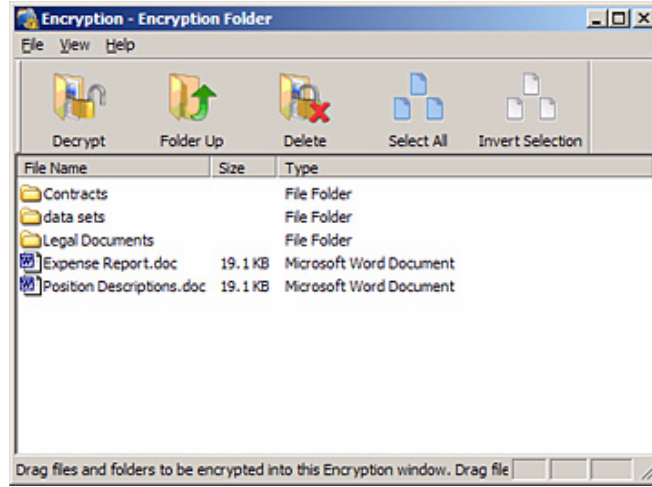 Encryption - Encryption Folder
File View Help
Decrypt Folder Up Delete Select All Invert Selection
File Name Size Type
Contracts File Folder
data sets File Folder
Legal Documents File Folder
Expense Report.doc 19.1 KB Microsoft Word Document
Position Descriptions.doc 19.1 KB Microsoft Word Document
Drag files and folders to be encrypted into this Encryption window. Drag file